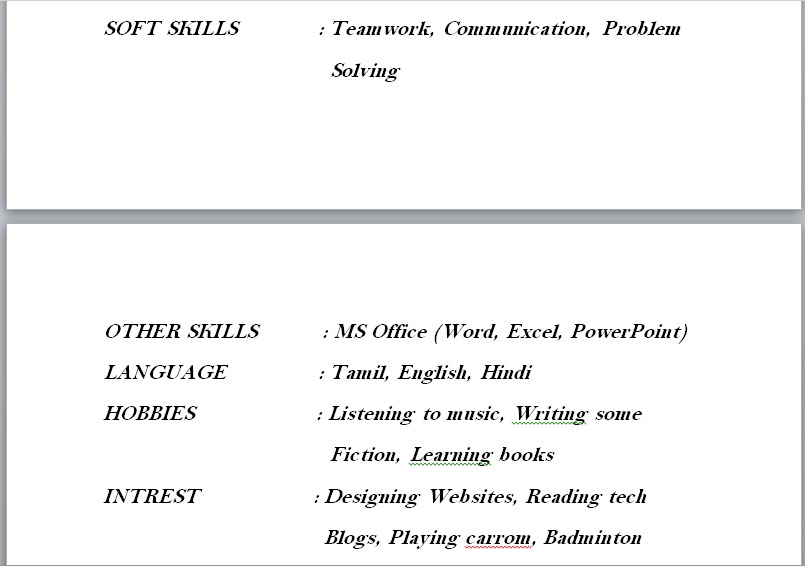 SOFT SKILLS : Teamwork, Communication, Problem
Solving
OTHER SKILLS : MS Office (Word, Excel, PowerPoint)
LANGUAGE : Tamil, English, Hindi
HOBBIES : Listening to music, Writing some
Fiction, Learning books
INTREST : Designing Websites, Reading tech
Blogs, Playing carrom, Badminton